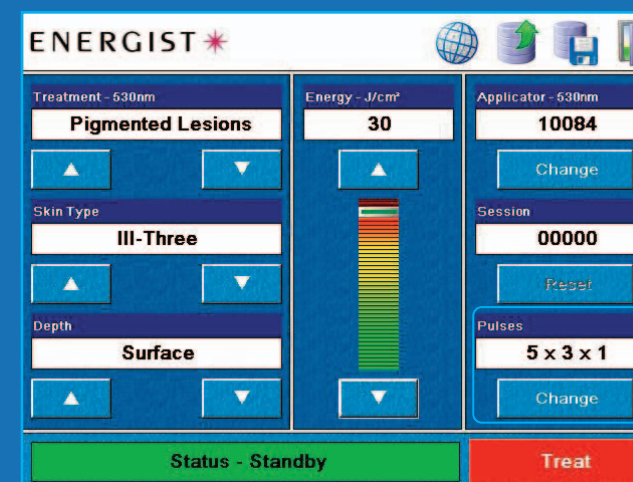 ENERGIST
Treatment - 530nm
Pigmented Lesions
Energy - J/cm²
30
Applicator - 530nm
10084
Change
Skin Type
III-Three
Session
00000
Reset
Depth
Surface
Pulses
5 x 3 x 1
Change
Status - Standby
Treat